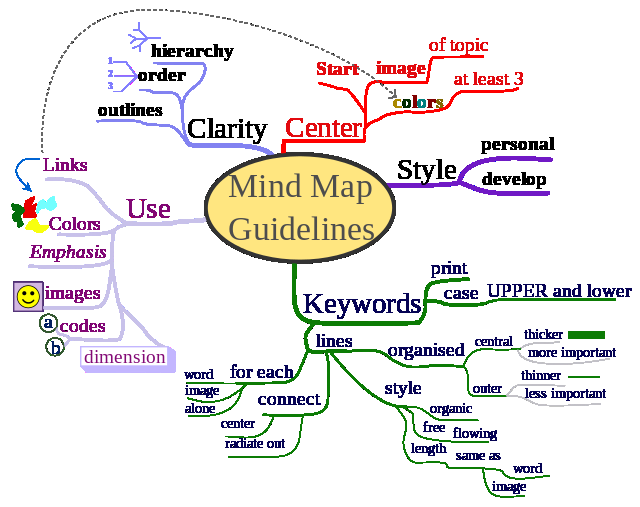 Mind Map
Guidelines
Center
Start
image
of topic
colors
at least 3
Style
personal
develop
Keywords
print
case
UPPER and lower
lines
organised
central
thicker
more important
outer
thinner
less important
style
organic
free
flowing
length
same as
word
image
connect
center
radiate out
for each
word
image
alone
Use
Links
Colors
Emphasis
images
codes
a
b
dimension
Clarity
hierarchy
order
1
2
3
outlines